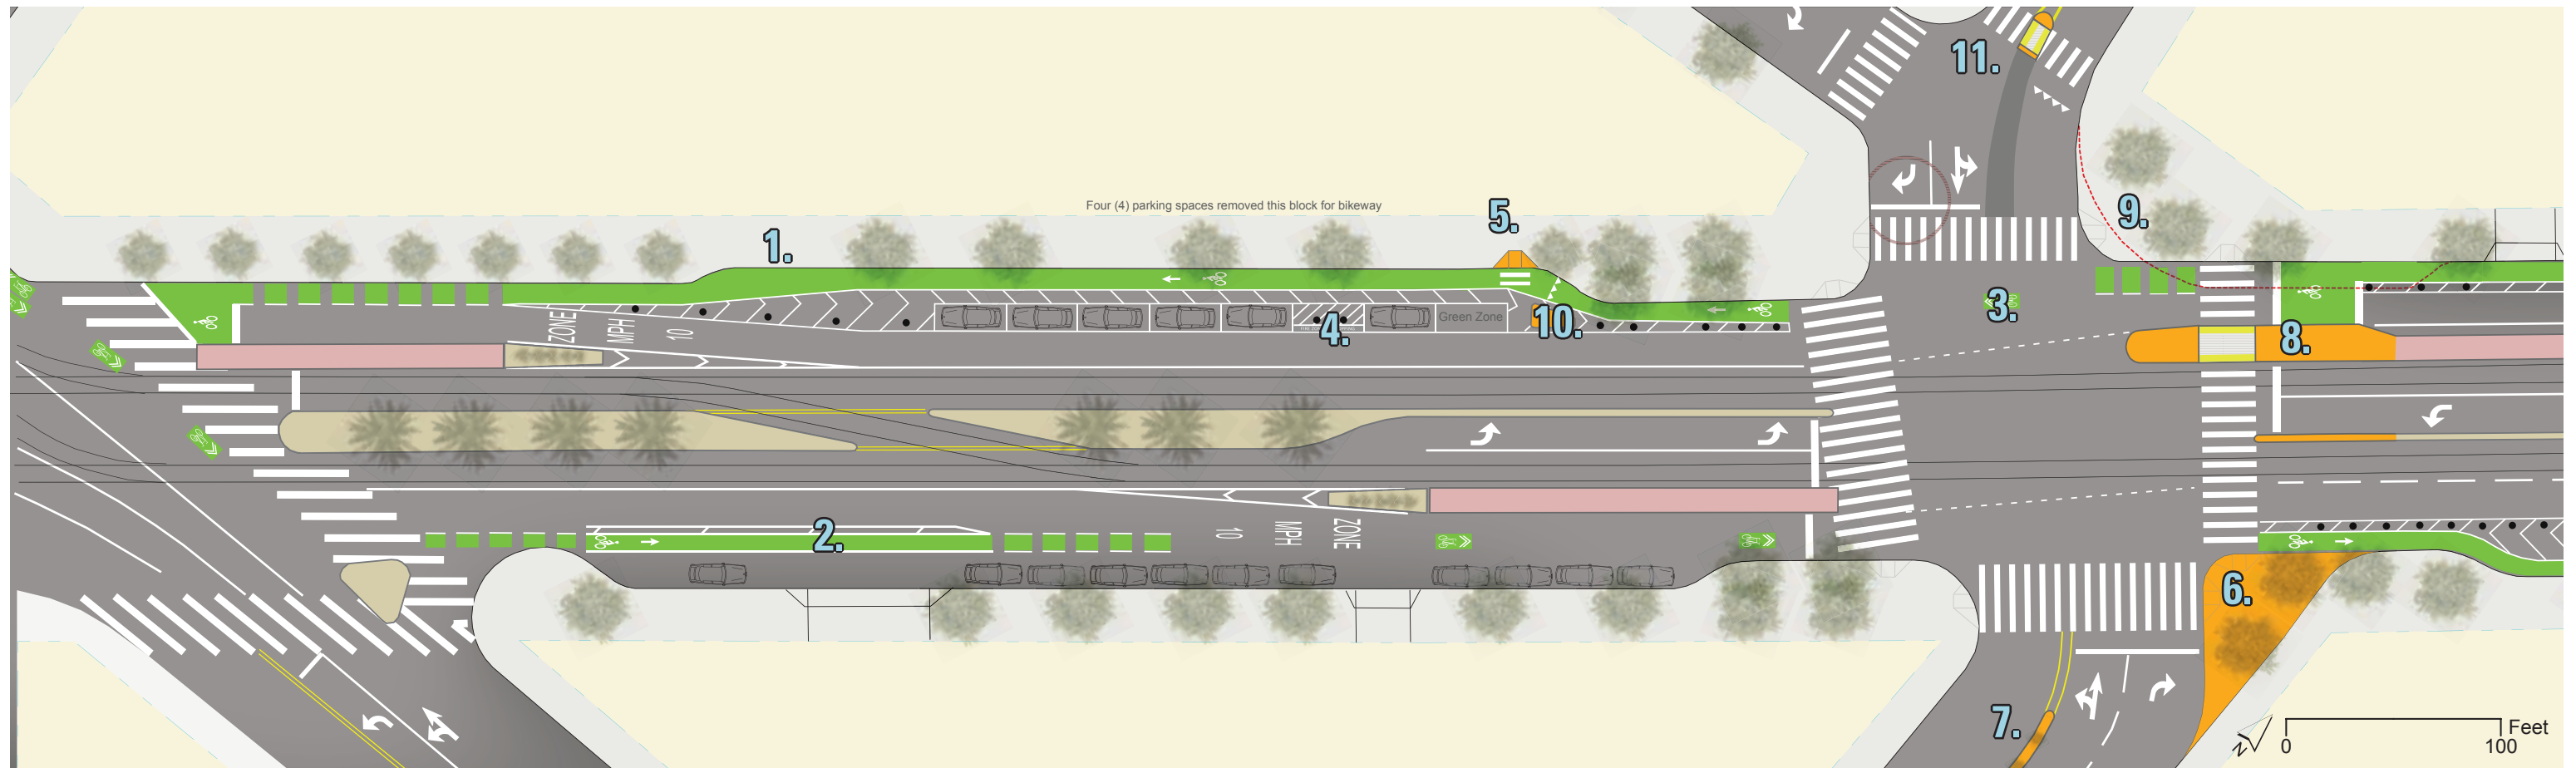 11.
Four (4) parking spaces removed this block for bikeway
5.
9.
1.
3.
Green Zone
10.
4.
8.
ZONE
MPH
10
2.
10
MPH
ZONE
6.
7.
N
Feet
0
100